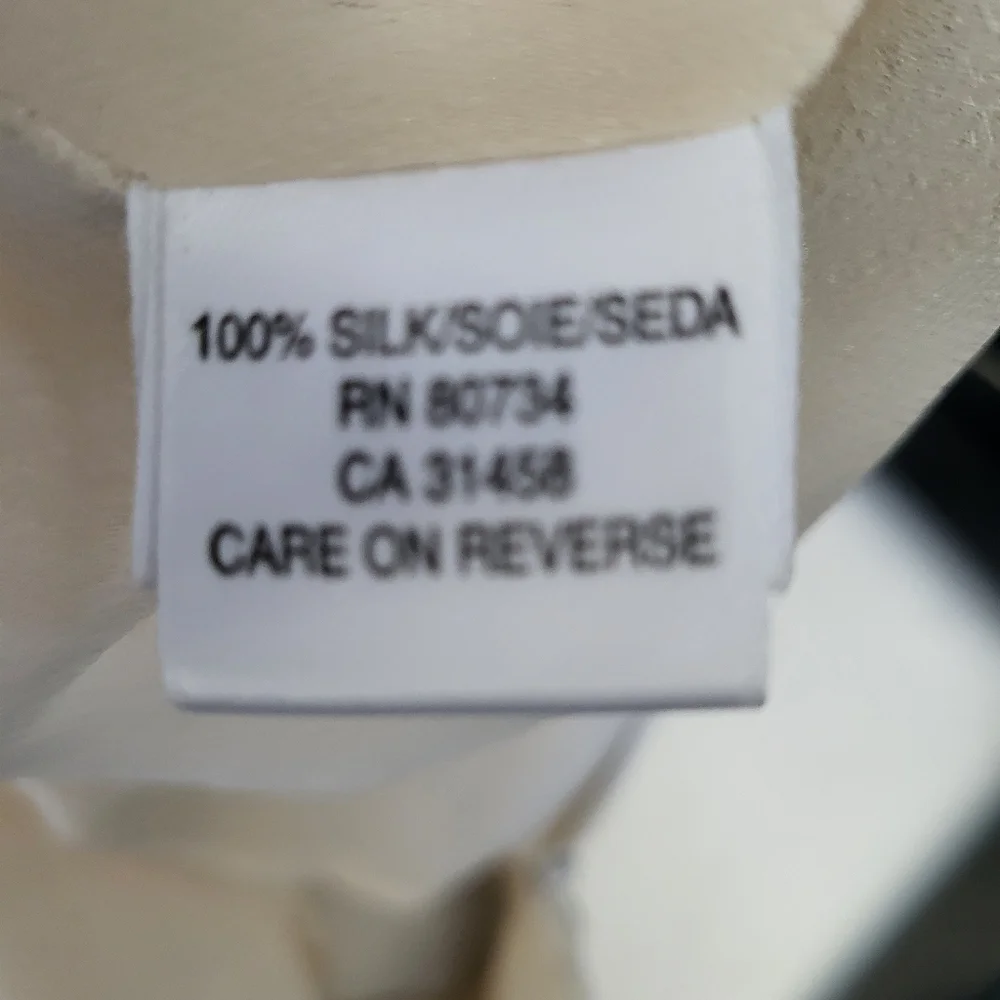 100% SILK/SOIE/SEDA
RN 80734
CA 31458
CARE ON REVERSE